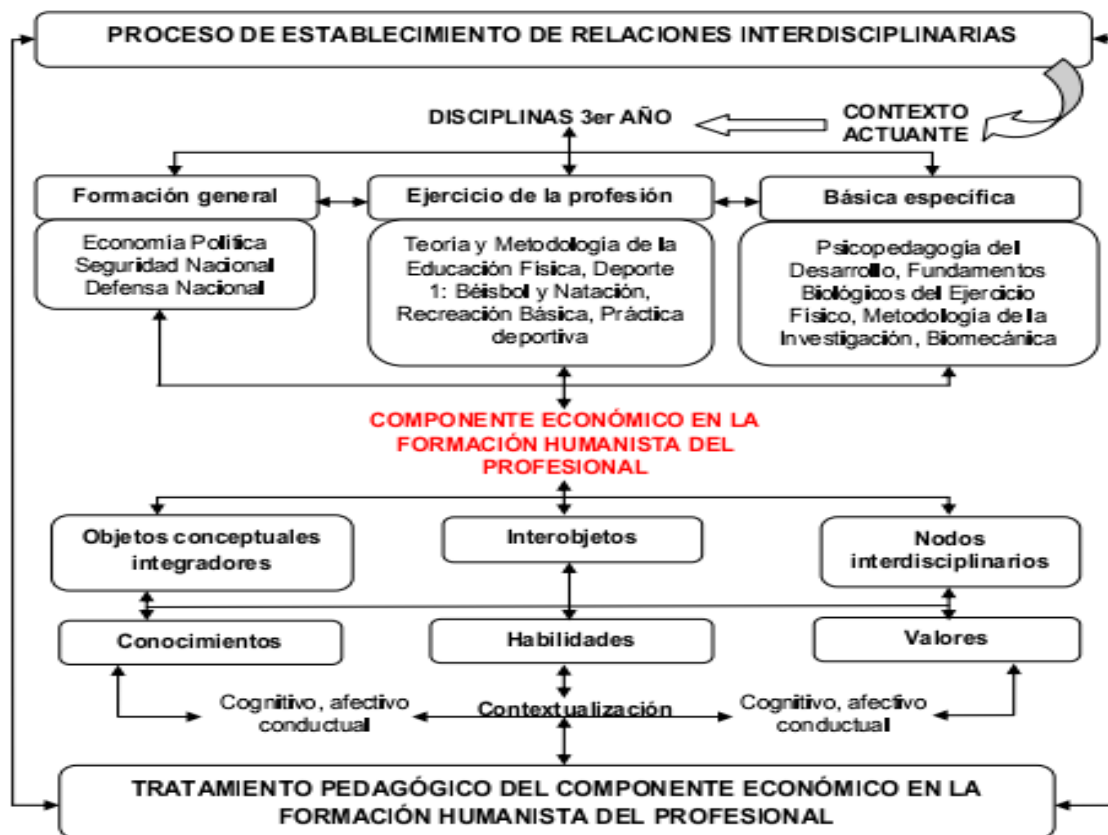 PROCESO DE ESTABLECIMIENTO DE RELACIONES INTERDISCIPLINARIAS
DISCIPLINAS 3er AÑO
CONTEXTO
ACTUANTE
Formación general
Ejercicio de la profesión
Básica específica
Economía Política
Seguridad Nacional
Defensa Nacional
Teoría y Metodología de la
Educación Física, Deporte
1: Béisbol y Natación,
Recreación Básica, Práctica
deportiva
Psicopedagogía del
Desarrollo, Fundamentos
Biológicos del Ejercicio
Físico, Metodología de la
Investigación, Biomecánica
COMPONENTE ECONÓMICO EN LA
FORMACIÓN HUMANISTA DEL
PROFESIONAL
Objetos conceptuales
integradores
Interobjetos
Nodos
interdisciplinarios
Conocimientos
Habilidades
Valores
Cognitivo, afectivo
conductual
Contextualización
Cognitivo, afectivo
conductual
TRATAMIENTO PEDAGÓGICO DEL COMPONENTE ECONÓMICO EN LA
FORMACIÓN HUMANISTA DEL PROFESIONAL